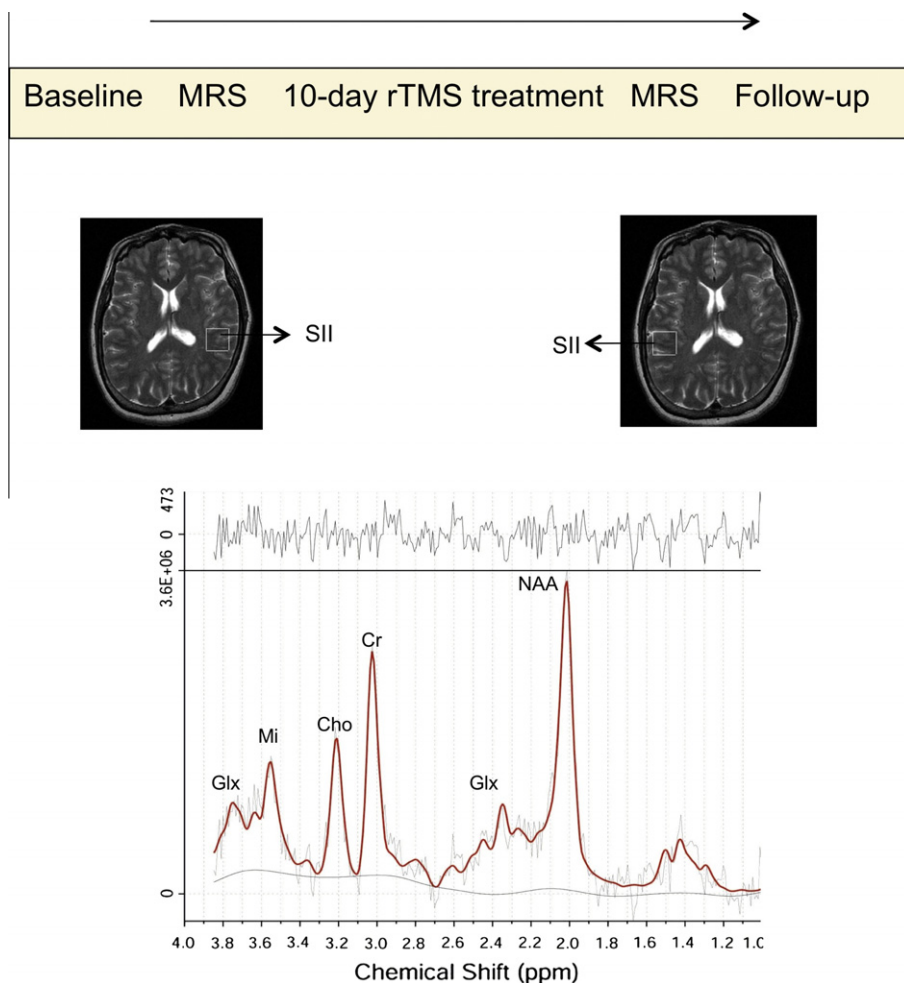 Baseline MRS 10-day rTMS treatment MRS Follow-up
SII
SII
473
0
3.6E+06
NAA
Cr
Cho
Mi
Glx
Glx
0
4.0 3.8 3.6 3.4 3.2 3.0 2.8 2.6 2.4 2.2 2.0 1.8 1.6 1.4 1.2 1.0
Chemical Shift (ppm)